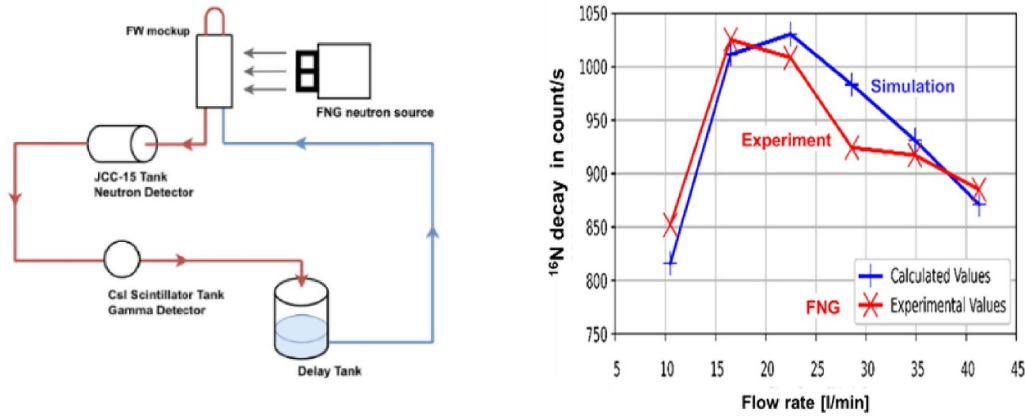 FW mockup
FNG neutron source
JCC-15 Tank
Neutron Detector
CsI Scintillator Tank
Gamma Detector
Delay Tank
¹⁶N decay in count/s
1050
1000
950
900
850
800
750
Simulation
Experiment
FNG
Calculated Values
Experimental Values
5 10 15 20 25 30 35 40 45
Flow rate [l/min]